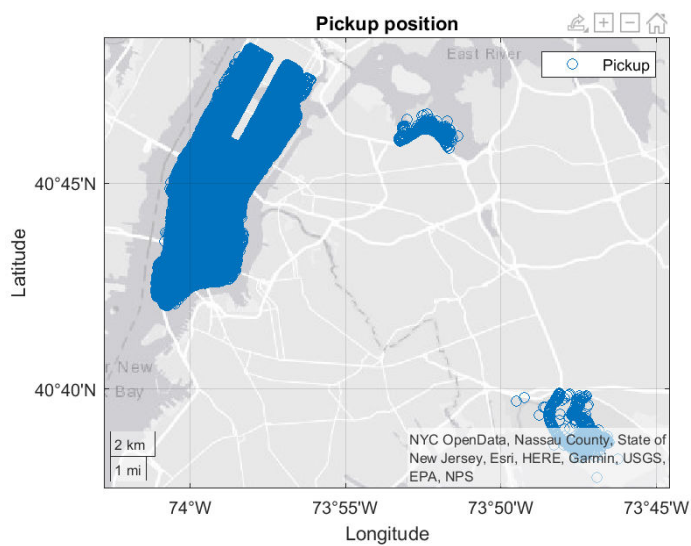 Pickup position
East River
Pickup
40°45'N
Latitude
r New
Bay
40°40'N
2 km
1 mi
NYC OpenData, Nassau County, State of
New Jersey, Esri, HERE, Garmin, USGS,
EPA, NPS
74°W
73°55'W
73°50'W
73°45'W
Longitude